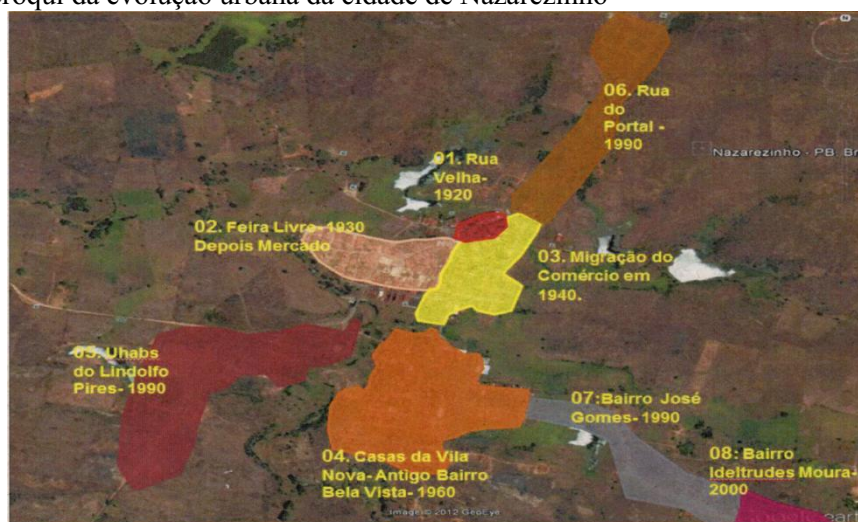 croqui da evolução urbana da cidade de Nazarezinho
06. Rua
do
Portal -
1990
Nazarezinho - PB, Br
01. Rua
Velha-
1920
02. Feira Livre- 1930
Depois Mercado
03. Migração do
Comércio em
1940.
05. Uhabs
do Lindolfo
Pires- 1990
07:Bairro José
Gomes- 1990
04. Casas da Vila
Nova- Antigo Bairro
Bela Vista- 1960
08: Bairro
Ideltrudes Moura-
2000
Image © 2012 GeoEye